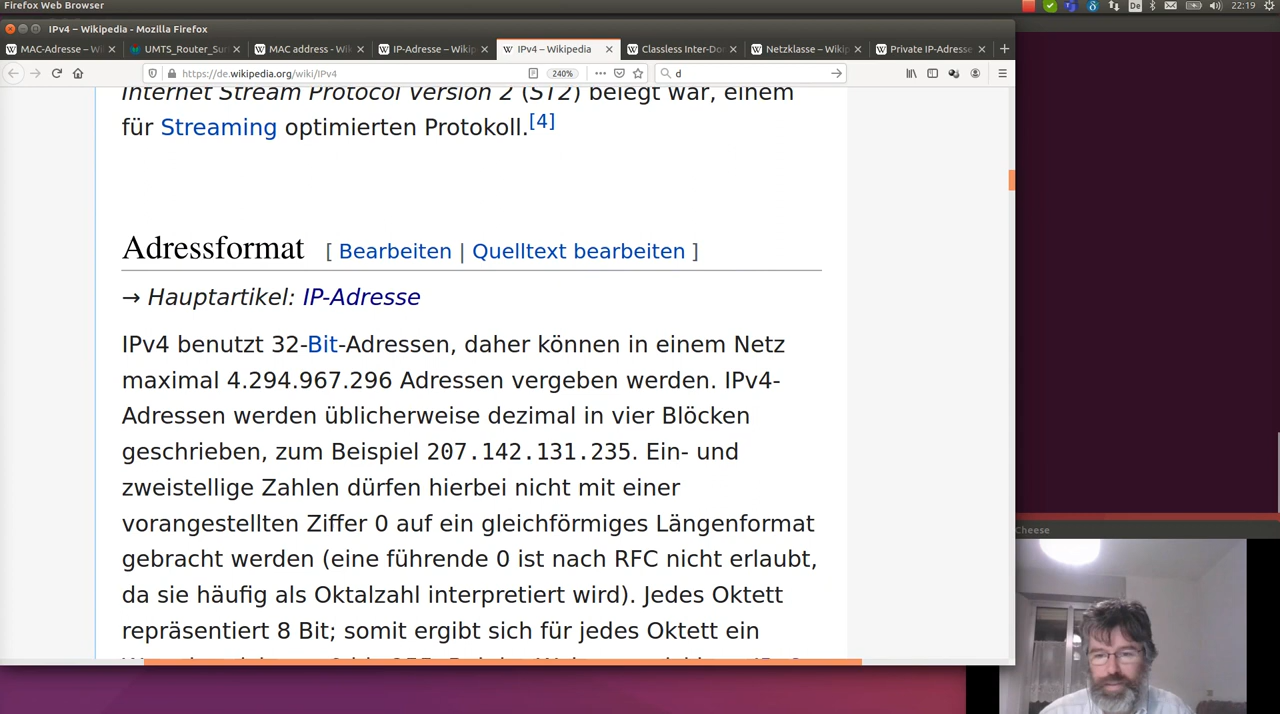 Firefox Web Browser
De
22:19
IPv4 – Wikipedia - Mozilla Firefox
MAC-Adresse – Wi
UMTS_Router_Sur
MAC address - Wi
IP-Adresse – Wikip
IPv4 – Wikipedia
Classless Inter-Do
Netzklasse – Wikip
Private IP-Adresse
https://de.wikipedia.org/wiki/IPv4
240%
d
Internet Stream Protocol Version 2 (ST2) belegt war, einem
für Streaming optimierten Protokoll.[4]
Adressformat [ Bearbeiten | Quelltext bearbeiten ]
→ Hauptartikel: IP-Adresse
IPv4 benutzt 32-Bit-Adressen, daher können in einem Netz
maximal 4.294.967.296 Adressen vergeben werden. IPv4-
Adressen werden üblicherweise dezimal in vier Blöcken
geschrieben, zum Beispiel 207.142.131.235. Ein- und
zweistellige Zahlen dürfen hierbei nicht mit einer
vorangestellten Ziffer 0 auf ein gleichförmiges Längenformat
gebracht werden (eine führende 0 ist nach RFC nicht erlaubt,
da sie häufig als Oktalzahl interpretiert wird). Jedes Oktett
repräsentiert 8 Bit; somit ergibt sich für jedes Oktett ein
Cheese